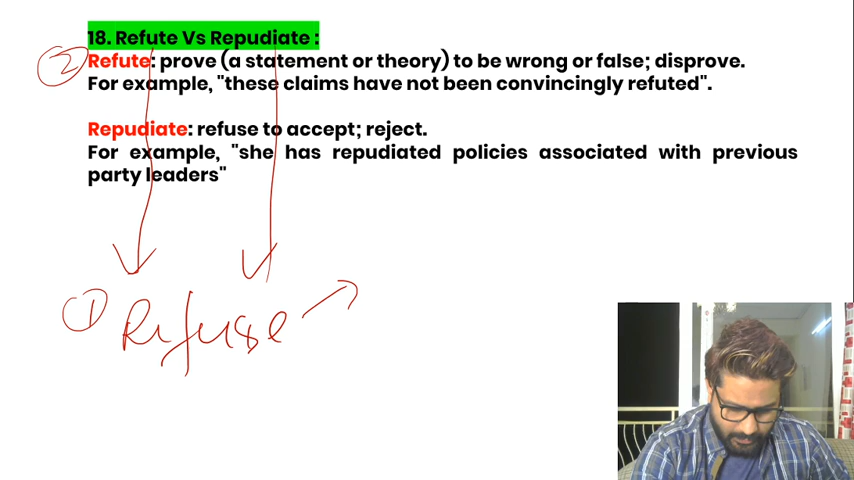 18. Refute Vs Repudiate :
② Refute: prove (a statement or theory) to be wrong or false; disprove.
For example, "these claims have not been convincingly refuted".
Repudiate: refuse to accept; reject.
For example, "she has repudiated policies associated with previous
party leaders"
① Refuse